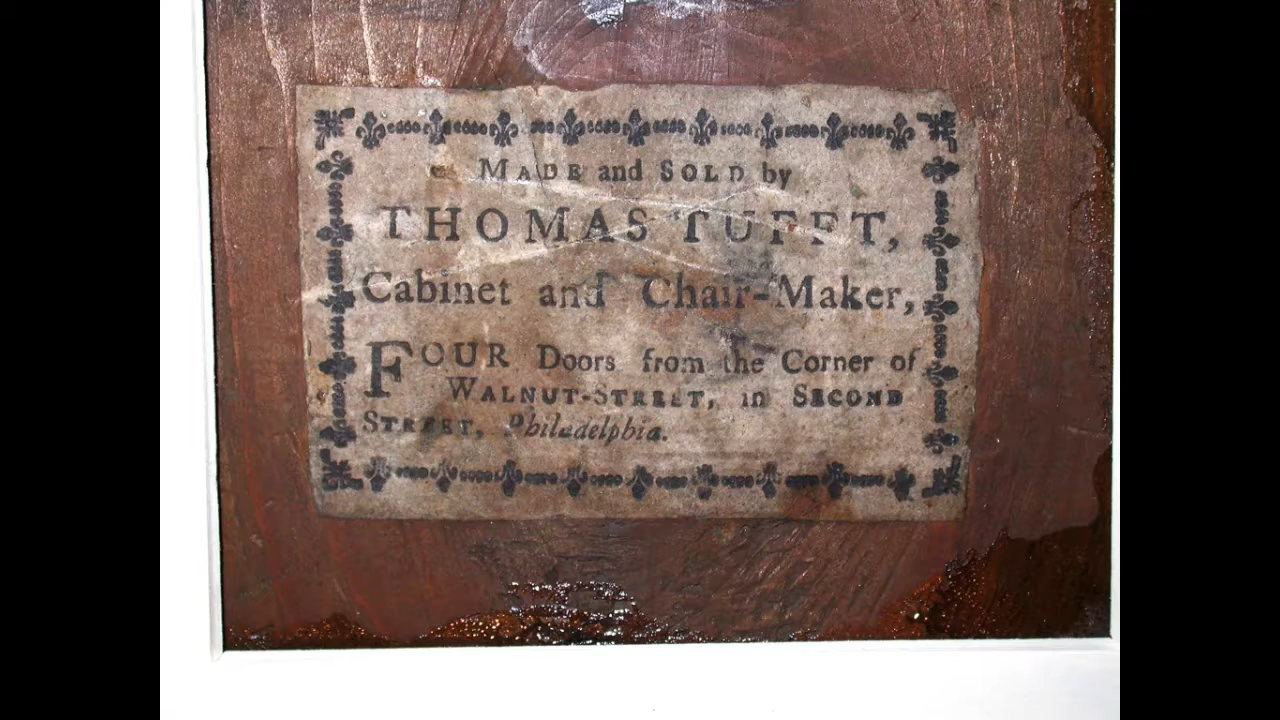 MADE and SOLD by
THOMAS TUFFT,
Cabinet and Chair-Maker,
FOUR Doors from the Corner of
WALNUT-STREET, in SECOND
STREET, Philadelphia.